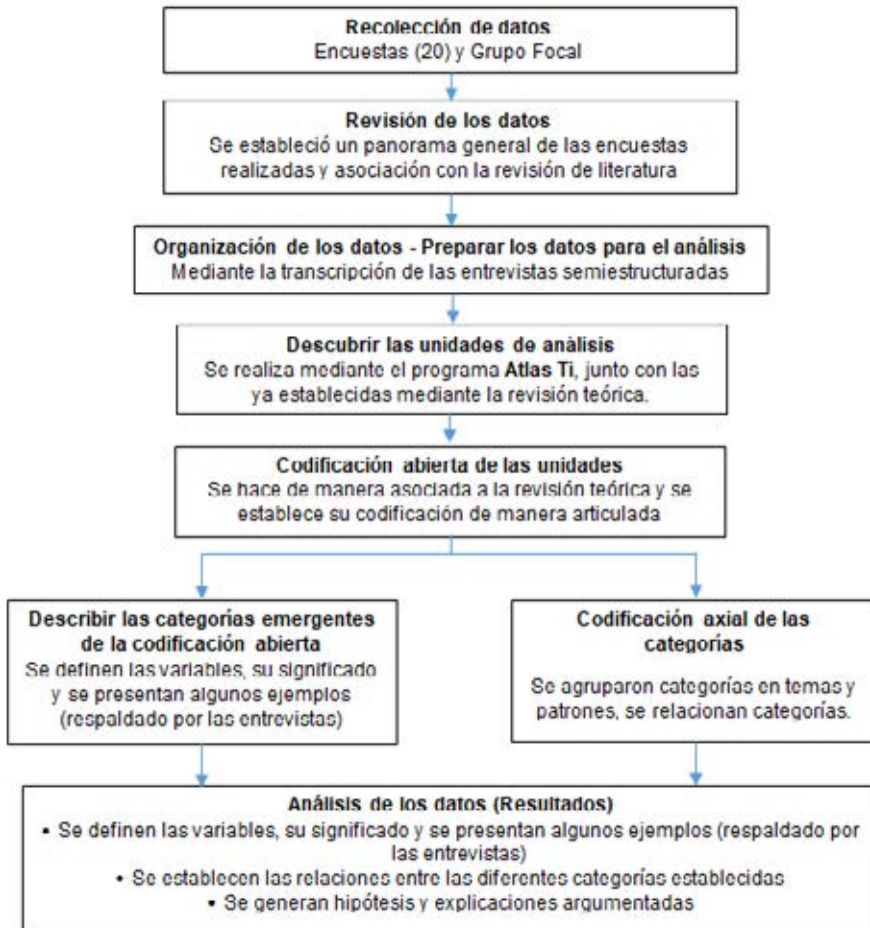 Recolección de datos
Encuestas (20) y Grupo Focal
Revisión de los datos
Se estableció un panorama general de las encuestas
realizadas y asociación con la revisión de literatura
Organización de los datos - Preparar los datos para el análisis
Mediante la transcripción de las entrevistas semiestructuradas
Descubrir las unidades de análisis
Se realiza mediante el programa Atlas Ti, junto con las
ya establecidas mediante la revisión teórica.
Codificación abierta de las unidades
Se hace de manera asociada a la revisión teórica y se
establece su codificación de manera articulada
Describir las categorías emergentes
de la codificación abierta
Se definen las variables, su significado
y se presentan algunos ejemplos
(respaldado por las entrevistas)
Codificación axial de las
categorías
Se agruparon categorías en temas y
patrones, se relacionan categorías.
Análisis de los datos (Resultados)
• Se definen las variables, su significado y se presentan algunos ejemplos (respaldado por
las entrevistas)
• Se establecen las relaciones entre las diferentes categorías establecidas
• Se generan hipótesis y explicaciones argumentadas